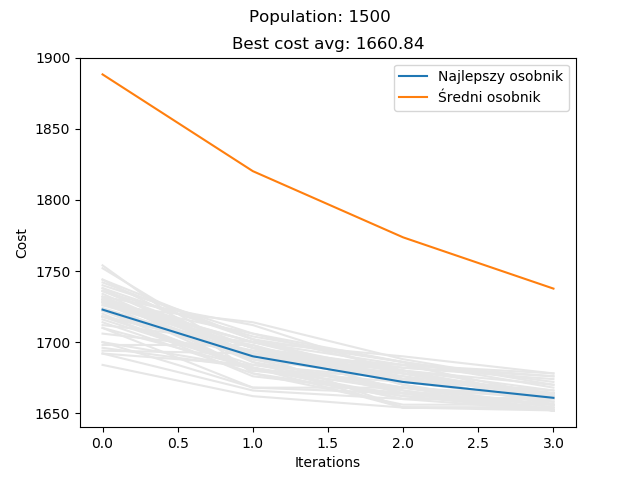 Population: 1500
Best cost avg: 1660.84
Najlepszy osobnik
Średni osobnik
Cost
1900
1850
1800
1750
1700
1650
0.0 0.5 1.0 1.5 2.0 2.5 3.0
Iterations